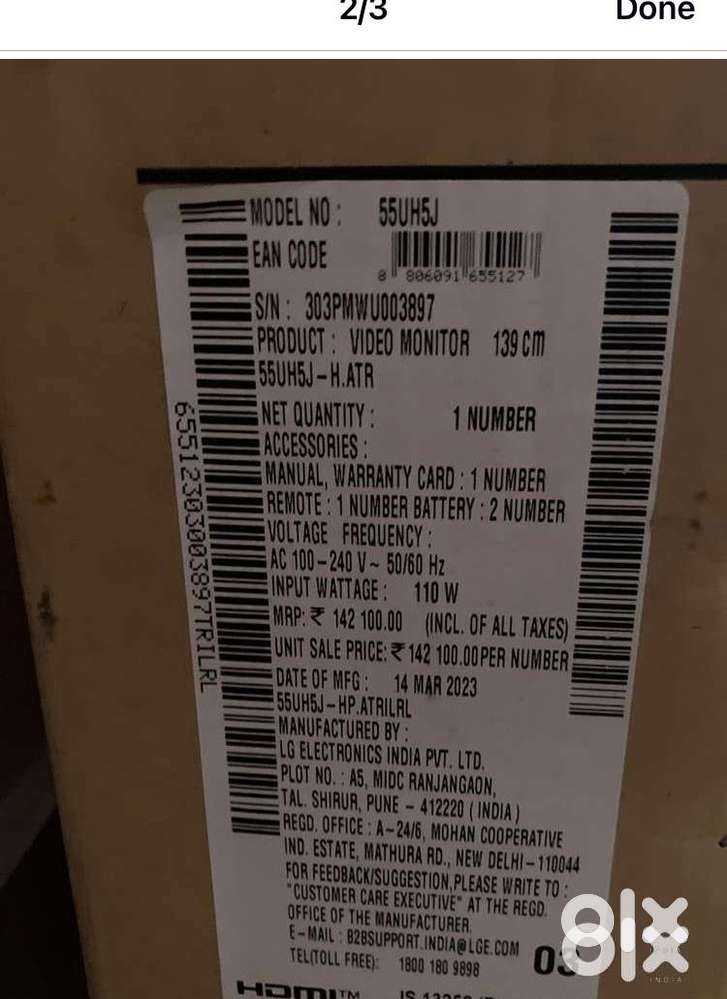 2/3
Done
MODEL NO : 55UH5J
EAN CODE
8 806091 655127
S/N : 303PMWU003897
PRODUCT : VIDEO MONITOR 139 cm
55UH5J-H.ATR
NET QUANTITY : 1 NUMBER
ACCESSORIES :
MANUAL, WARRANTY CARD : 1 NUMBER
REMOTE : 1 NUMBER BATTERY : 2 NUMBER
VOLTAGE FREQUENCY :
AC 100-240 V~ 50/60 Hz
INPUT WATTAGE : 110 W
MRP: ₹ 142 100.00 (INCL. OF ALL TAXES)
UNIT SALE PRICE: ₹ 142 100.00 PER NUMBER
DATE OF MFG : 14 MAR 2023
55UH5J-HP.ATRILRL
MANUFACTURED BY :
LG ELECTRONICS INDIA PVT. LTD.
PLOT NO. : A5, MIDC RANJANGAON,
TAL. SHIRUR, PUNE - 412220 ( INDIA )
REGD. OFFICE : A-24/6, MOHAN COOPERATIVE
IND. ESTATE, MATHURA RD., NEW DELHI-110044
FOR FEEDBACK/SUGGESTION,PLEASE WRITE TO :
"CUSTOMER CARE EXECUTIVE" AT THE REGD.
OFFICE OF THE MANUFACTURER.
E-MAIL : B2BSUPPORT.INDIA@LGE.COM
TEL(TOLL FREE): 1800 180 9898
03
HDMI™
65512303003897TRILRL
olx
INDIA